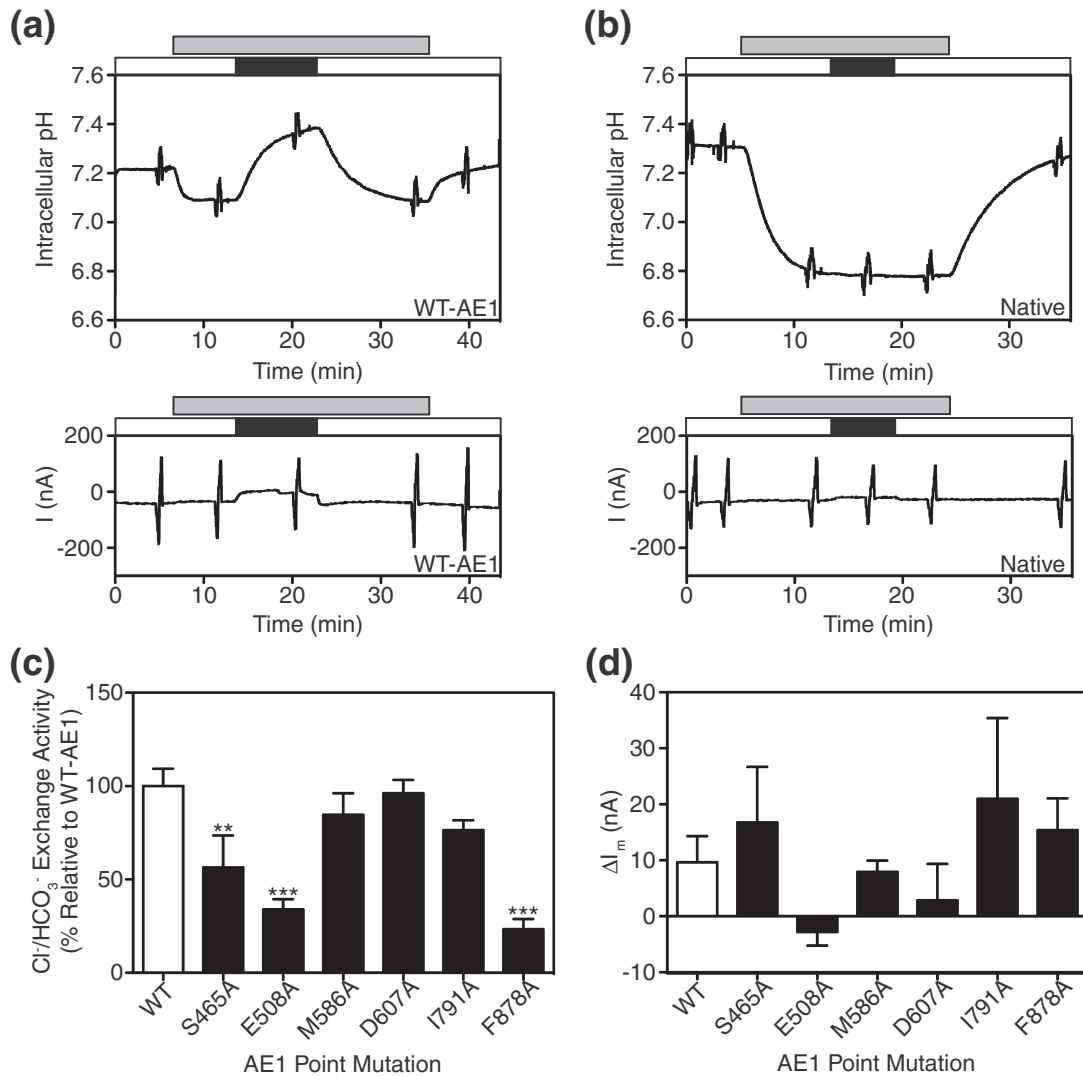 (a)
7.6
7.4
7.2
7.0
6.8
6.6
Intracellular pH
WT-AE1
0 10 20 30 40
Time (min)
200
0
-200
I (nA)
WT-AE1
0 10 20 30 40
Time (min)
(b)
7.6
7.4
7.2
7.0
6.8
6.6
Intracellular pH
Native
0 10 20 30
Time (min)
200
0
-200
I (nA)
Native
0 10 20 30
Time (min)
(c)
150
100
50
0
Cl-/HCO3- Exchange Activity
(% Relative to WT-AE1)
**
***
***
WT S465A E508A M586A D607A I791A F878A
AE1 Point Mutation
(d)
40
30
20
10
0
-10
ΔIm (nA)
WT S465A E508A M586A D607A I791A F878A
AE1 Point Mutation